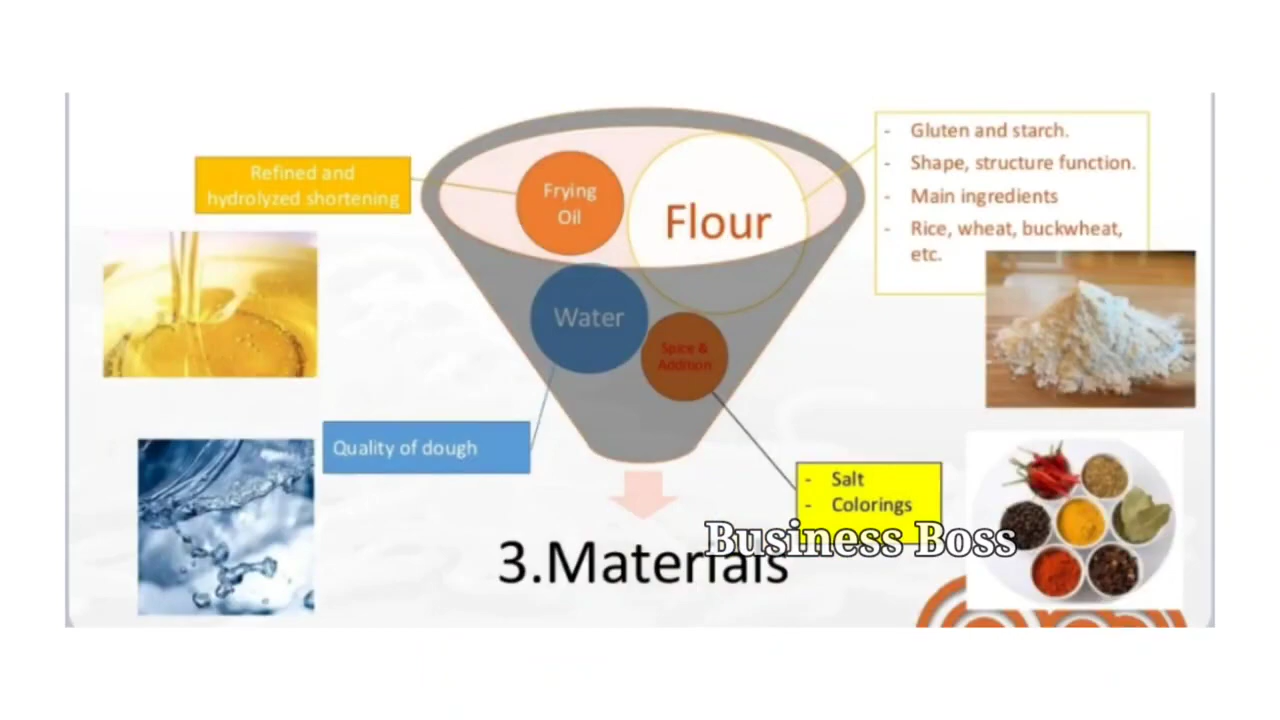 Refined and
hydrolyzed shortening
Frying
Oil
Flour
- Gluten and starch.
- Shape, structure function.
- Main ingredients
- Rice, wheat, buckwheat,
etc.
Water
Spice &
Addition
Quality of dough
- Salt
- Colorings
Business Boss
3.Materials